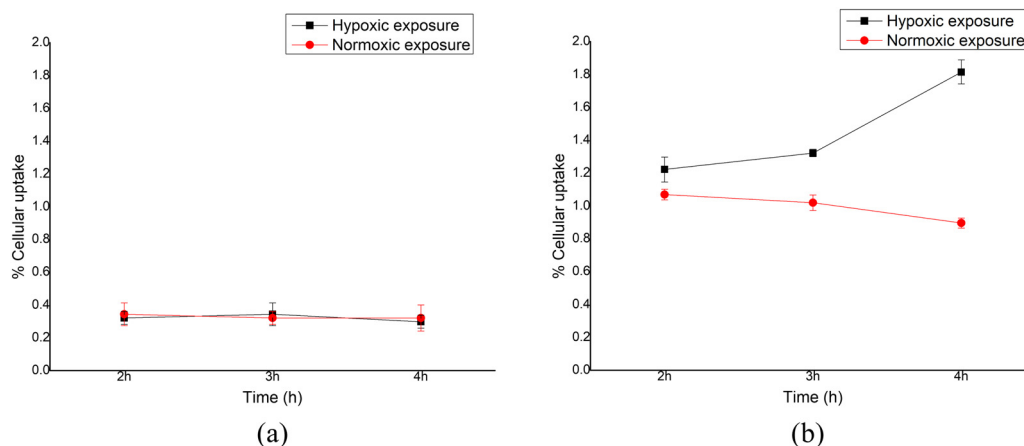 Hypoxic exposure
Normoxic exposure
2.0
1.8
1.6
1.4
1.2
1.0
0.8
0.6
0.4
0.2
0.0
% Cellular uptake
2h
3h
4h
Time (h)
(a)
Hypoxic exposure
Normoxic exposure
2.0
1.8
1.6
1.4
1.2
1.0
0.8
0.6
0.4
0.2
0.0
% Cellular uptake
2h
3h
4h
Time (h)
(b)